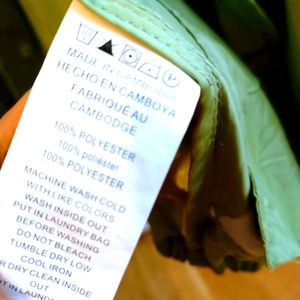 MADE IN CAMBODIA
HECHO EN CAMBOYA
FABRIQUÉ AU
CAMBODGE
100% POLYESTER
100% poliéster
100% POLYESTER
MACHINE WASH COLD
WITH LIKE COLORS
WASH INSIDE OUT
PUT IN LAUNDRY BAG
BEFORE WASHING
DO NOT BLEACH
TUMBLE DRY LOW
COOL IRON
R DRY CLEAN INSIDE
OUT